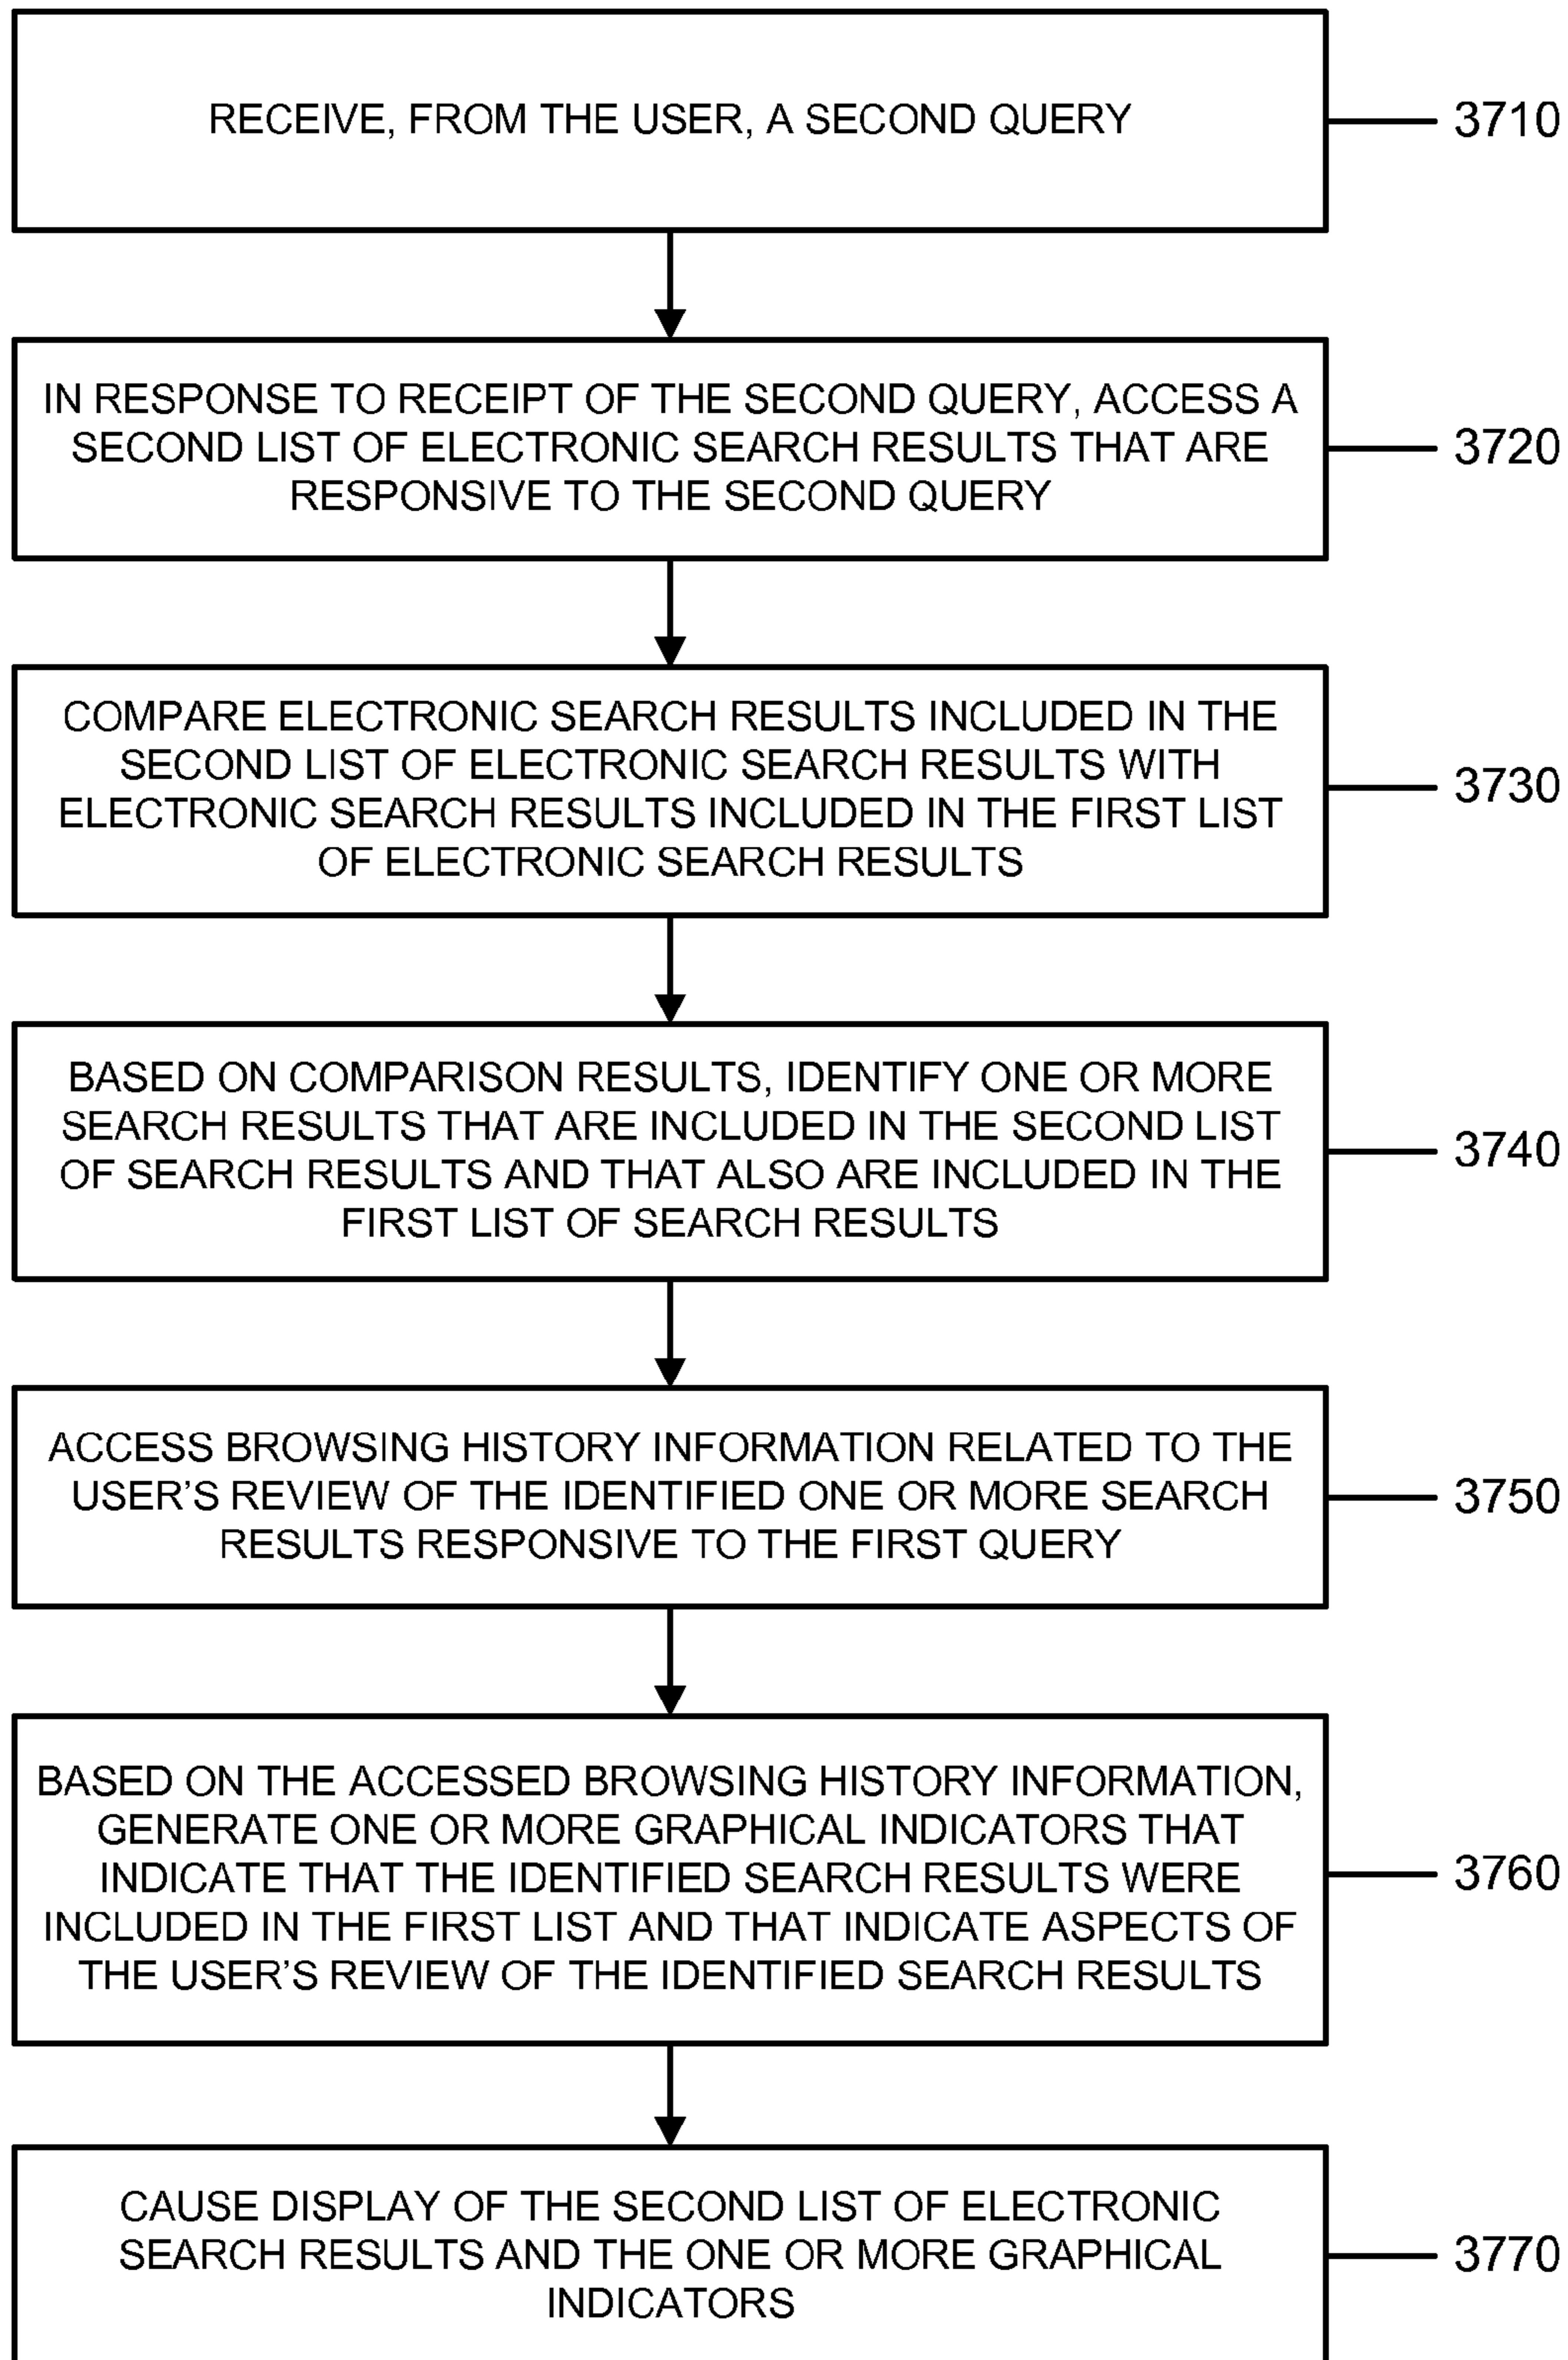 RECEIVE, FROM THE USER, A SECOND QUERY
3710
IN RESPONSE TO RECEIPT OF THE SECOND QUERY, ACCESS A
SECOND LIST OF ELECTRONIC SEARCH RESULTS THAT ARE
RESPONSIVE TO THE SECOND QUERY
3720
COMPARE ELECTRONIC SEARCH RESULTS INCLUDED IN THE
SECOND LIST OF ELECTRONIC SEARCH RESULTS WITH
ELECTRONIC SEARCH RESULTS INCLUDED IN THE FIRST LIST
OF ELECTRONIC SEARCH RESULTS
3730
BASED ON COMPARISON RESULTS, IDENTIFY ONE OR MORE
SEARCH RESULTS THAT ARE INCLUDED IN THE SECOND LIST
OF SEARCH RESULTS AND THAT ALSO ARE INCLUDED IN THE
FIRST LIST OF SEARCH RESULTS
3740
ACCESS BROWSING HISTORY INFORMATION RELATED TO THE
USER'S REVIEW OF THE IDENTIFIED ONE OR MORE SEARCH
RESULTS RESPONSIVE TO THE FIRST QUERY
3750
BASED ON THE ACCESSED BROWSING HISTORY INFORMATION,
GENERATE ONE OR MORE GRAPHICAL INDICATORS THAT
INDICATE THAT THE IDENTIFIED SEARCH RESULTS WERE
INCLUDED IN THE FIRST LIST AND THAT INDICATE ASPECTS OF
THE USER'S REVIEW OF THE IDENTIFIED SEARCH RESULTS
3760
CAUSE DISPLAY OF THE SECOND LIST OF ELECTRONIC
SEARCH RESULTS AND THE ONE OR MORE GRAPHICAL
INDICATORS
3770